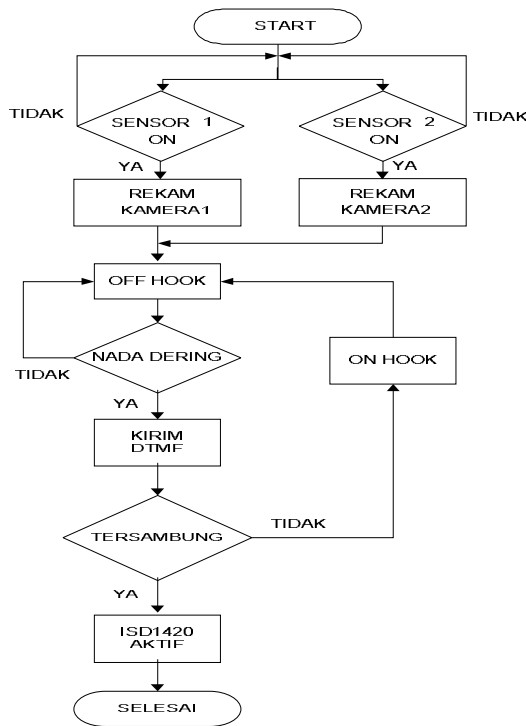 START
TIDAK
SENSOR 1
ON
SENSOR 2
ON
TIDAK
YA
YA
REKAM
KAMERA1
REKAM
KAMERA2
OFF HOOK
NADA DERING
TIDAK
ON HOOK
YA
KIRIM
DTMF
TERSAMBUNG
TIDAK
YA
ISD1420
AKTIF
SELESAI